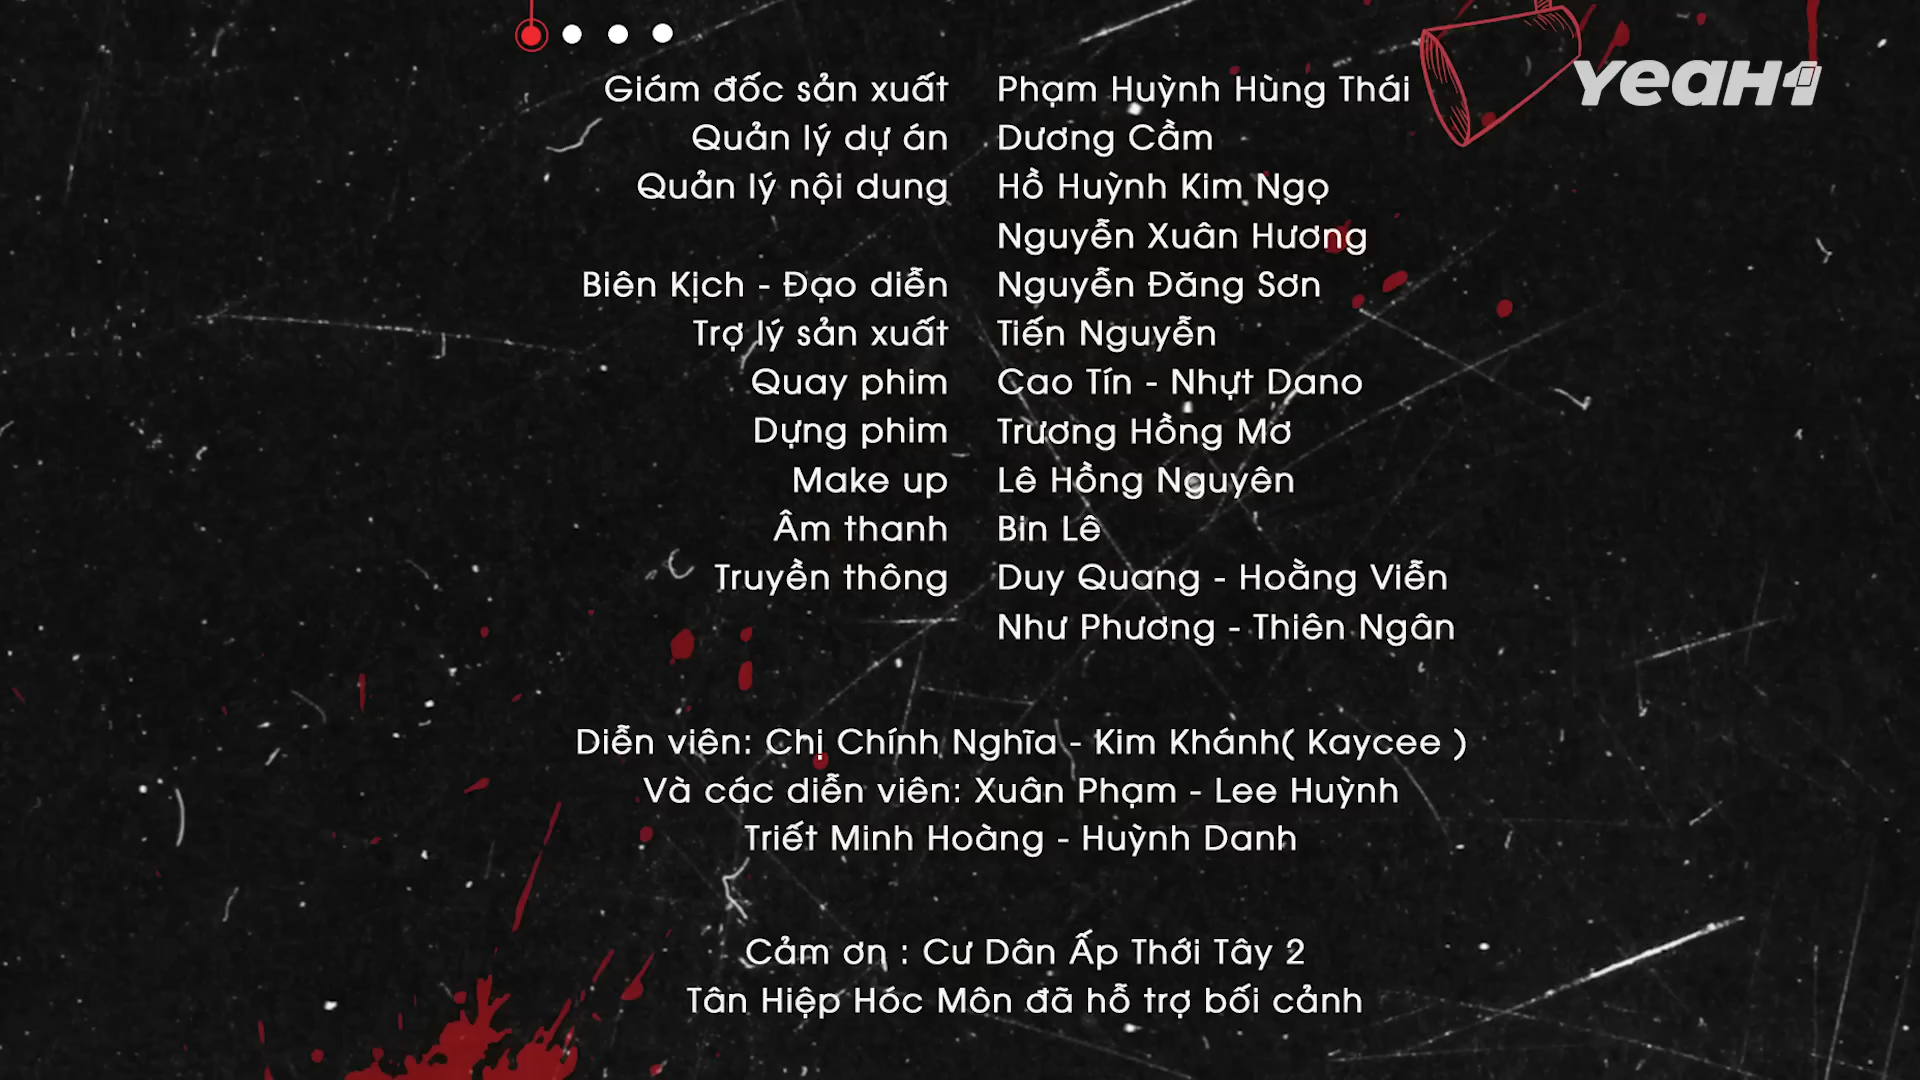 YEAH1
Giám đốc sản xuất Phạm Huỳnh Hùng Thái
Quản lý dự án Dương Cầm
Quản lý nội dung Hồ Huỳnh Kim Ngọ
Nguyễn Xuân Hương
Biên Kịch - Đạo diễn Nguyễn Đăng Sơn
Trợ lý sản xuất Tiến Nguyễn
Quay phim Cao Tín - Nhựt Dano
Dựng phim Trương Hồng Mơ
Make up Lê Hồng Nguyên
Âm thanh Bin Lê
Truyền thông Duy Quang - Hoằng Viễn
Như Phương - Thiên Ngân
Diễn viên: Chị Chính Nghĩa - Kim Khánh( Kaycee )
Và các diễn viên: Xuân Phạm - Lee Huỳnh
Triết Minh Hoàng - Huỳnh Danh
Cảm ơn : Cư Dân Ấp Thới Tây 2
Tân Hiệp Hóc Môn đã hỗ trợ bối cảnh